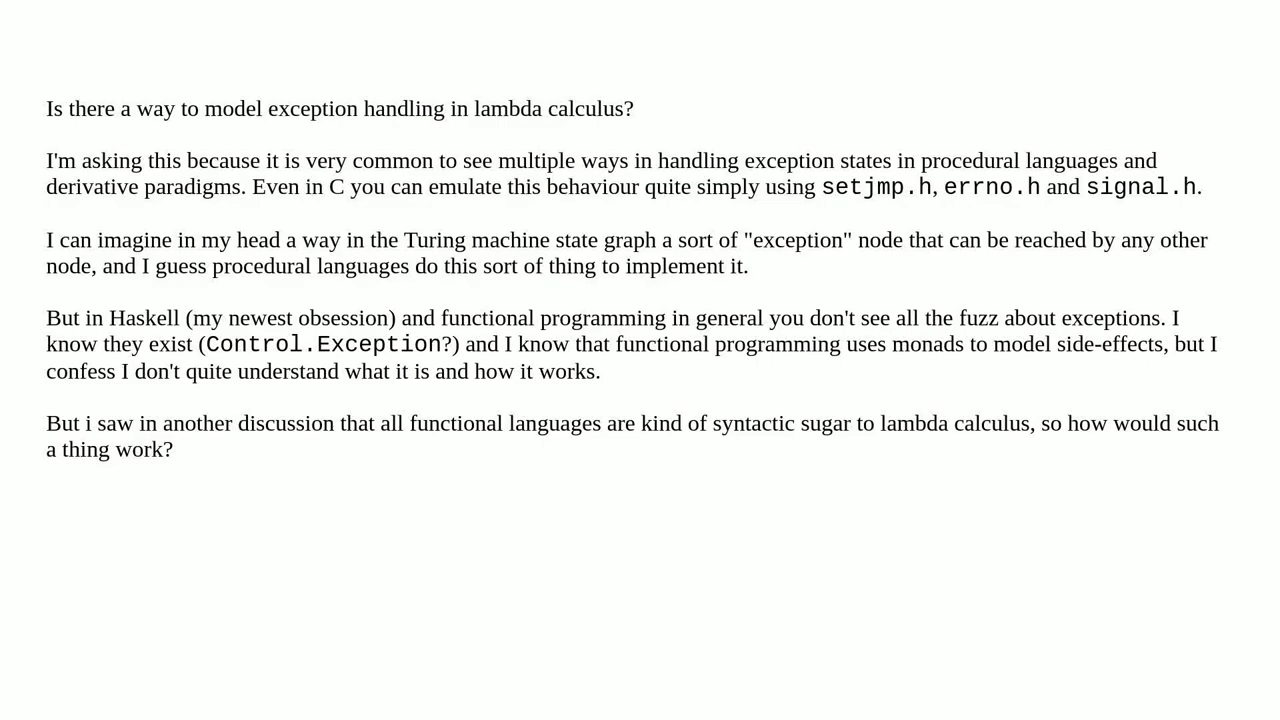 Is there a way to model exception handling in lambda calculus?
I'm asking this because it is very common to see multiple ways in handling exception states in procedural languages and
derivative paradigms. Even in C you can emulate this behaviour quite simply using setjmp.h, errno.h and signal.h.
I can imagine in my head a way in the Turing machine state graph a sort of "exception" node that can be reached by any other
node, and I guess procedural languages do this sort of thing to implement it.
But in Haskell (my newest obsession) and functional programming in general you don't see all the fuzz about exceptions. I
know they exist (Control.Exception?) and I know that functional programming uses monads to model side-effects, but I
confess I don't quite understand what it is and how it works.
But i saw in another discussion that all functional languages are kind of syntactic sugar to lambda calculus, so how would such
a thing work?